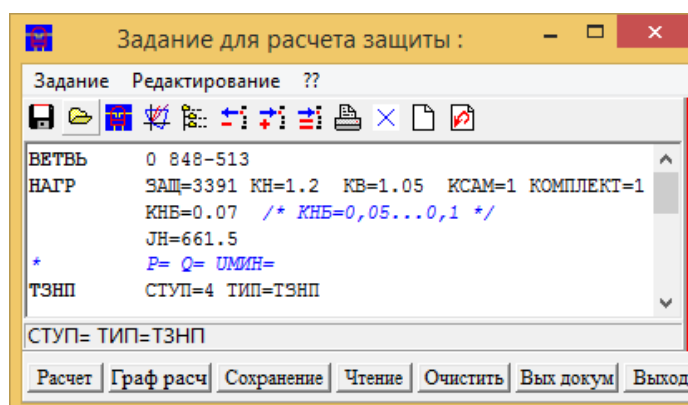 Задание для расчета защиты :
Задание Редактирование ??
ВЕТВЬ 0 848-513
НАГР ЗАЩ=3391 КН=1.2 КВ=1.05 КСАМ=1 КОМПЛЕКТ=1
КНБ=0.07 /* КНБ=0,05...0,1 */
JН=661.5
* P= Q= UМИН=
ТЗНП СТУП=4 ТИП=ТЗНП
СТУП= ТИП=ТЗНП
Расчет Граф расч Сохранение Чтение Очистить Вых докум Выход